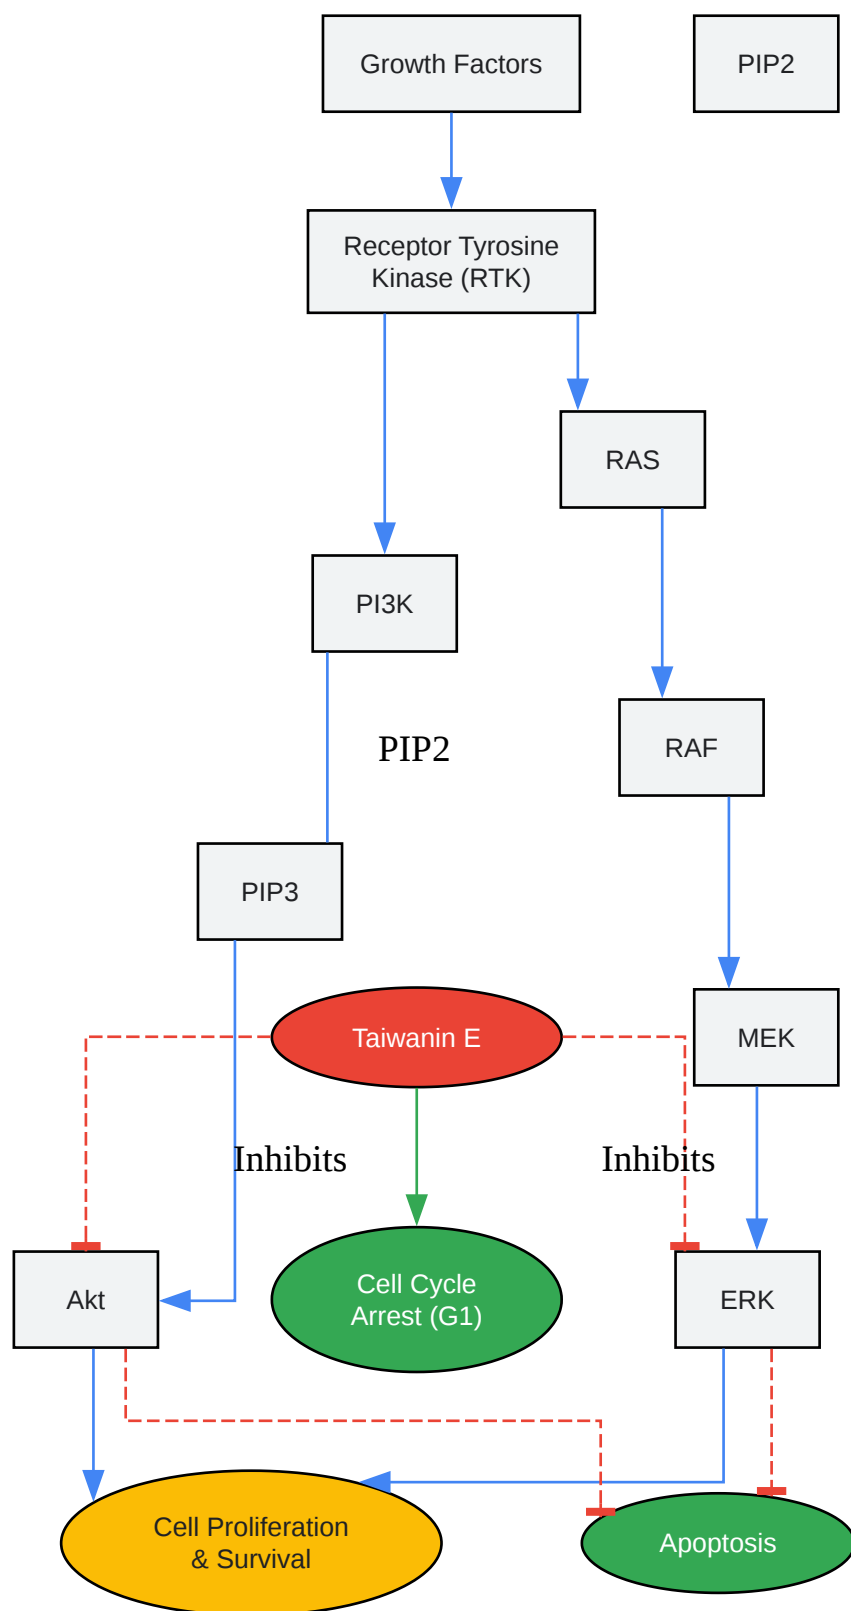 Growth Factors
PIP2
Receptor Tyrosine
Kinase (RTK)
RAS
PI3K
PIP2
RAF
PIP3
Taiwanin E
MEK
Inhibits
Inhibits
Akt
Cell Cycle
Arrest (G1)
ERK
Cell Proliferation
& Survival
Apoptosis